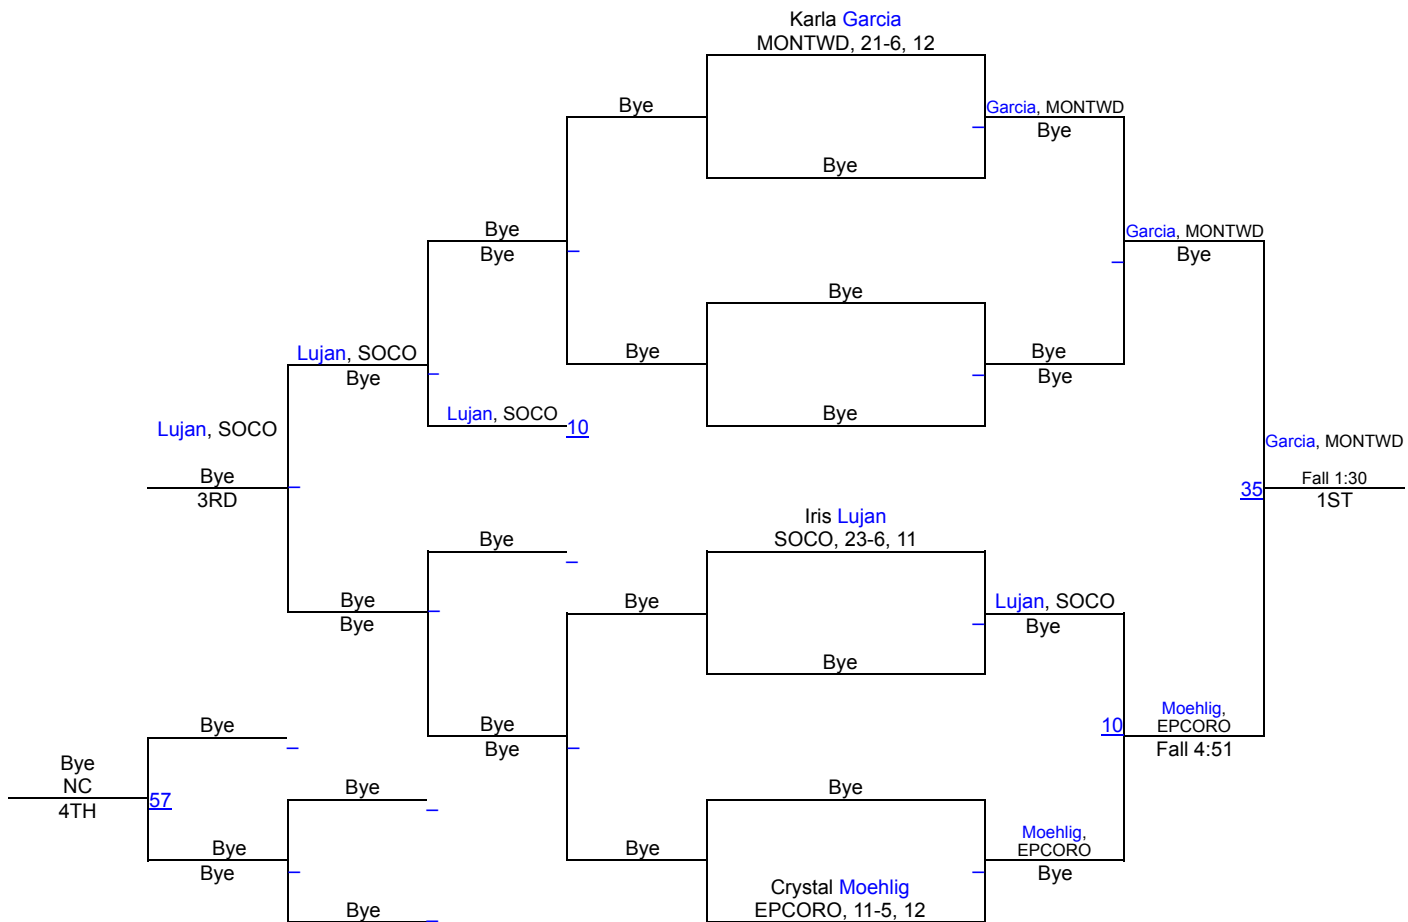 Karla Garcia
MONTWD, 21-6, 12
Bye
Garcia, MONTWD
Bye
Bye
Bye
Bye
Garcia, MONTWD
Bye
Bye
Lujan, SOCO
Bye
Bye
Bye
Bye
Bye
Lujan, SOCO
10
Lujan, SOCO
Bye
3RD
Garcia, MONTWD
35
Fall 1:30
1ST
Iris Lujan
SOCO, 23-6, 11
Bye
Bye
Bye
Bye
Lujan, SOCO
Bye
Bye
Bye
Bye
Bye
10
Moehlig,
EPCORO
Fall 4:51
Bye
NC
4TH
57
Bye
Bye
Bye
Bye
Bye
Moehlig,
EPCORO
Bye
Bye
Crystal Moehlig
EPCORO, 11-5, 12